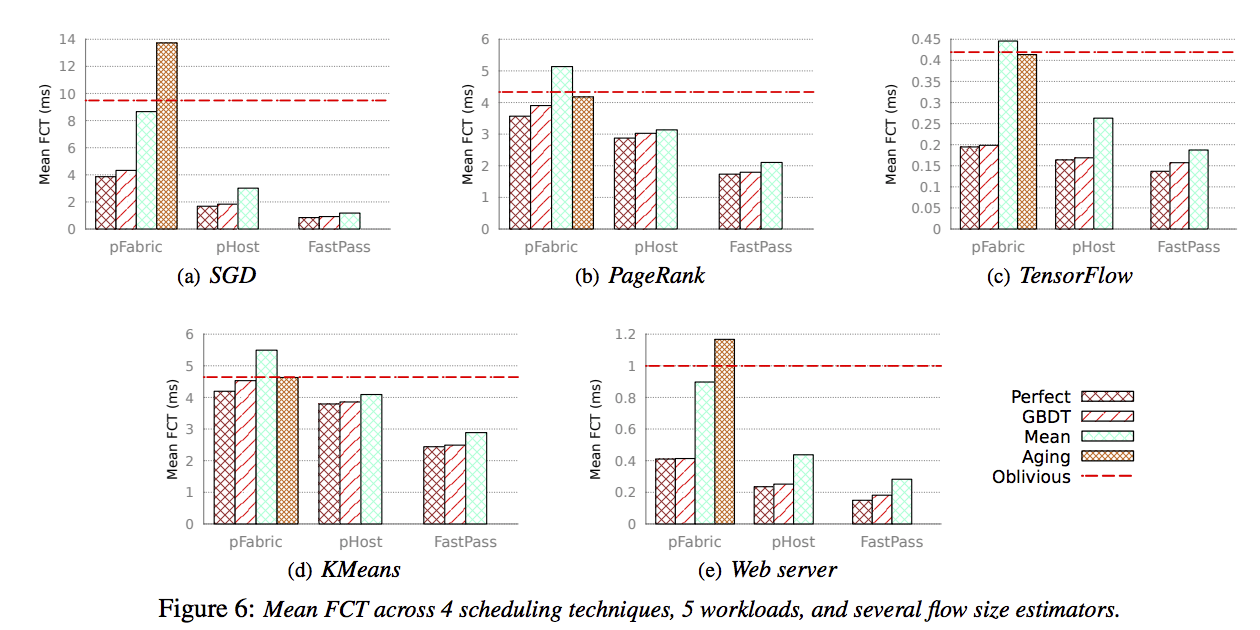 14
12
10
8
6
4
2
0
Mean FCT (ms)
pFabric pHost FastPass
(a) SGD
6
5
4
3
2
1
0
Mean FCT (ms)
pFabric pHost FastPass
(b) PageRank
0.45
0.4
0.35
0.3
0.25
0.2
0.15
0.1
0.05
0
Mean FCT (ms)
pFabric pHost FastPass
(c) TensorFlow
6
5
4
3
2
1
0
Mean FCT (ms)
pFabric pHost FastPass
(d) KMeans
1.2
1
0.8
0.6
0.4
0.2
0
Mean FCT (ms)
pFabric pHost FastPass
(e) Web server
Perfect
GBDT
Mean
Aging
Oblivious
Figure 6: Mean FCT across 4 scheduling techniques, 5 workloads, and several flow size estimators.